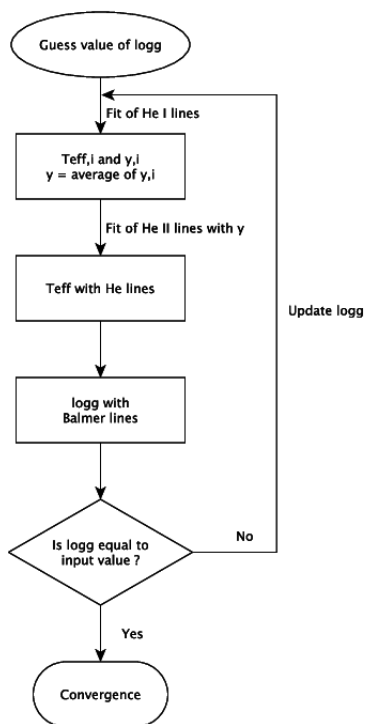 Guess value of logg
Fit of He I lines
Teff,i and y,i
y = average of y,i
Fit of He II lines with y
Teff with He lines
Update logg
logg with
Balmer lines
Is logg equal to
input value ?
No
Yes
Convergence